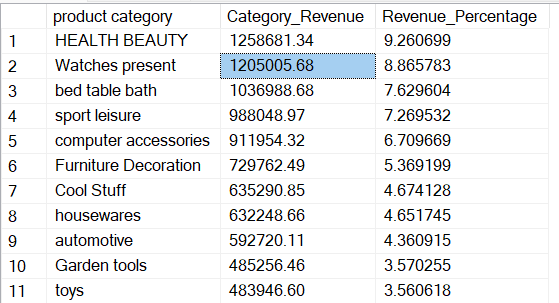 product category Category_Revenue Revenue_Percentage
1 HEALTH BEAUTY 1258681.34 9.260699
2 Watches present 1205005.68 8.865783
3 bed table bath 1036988.68 7.629604
4 sport leisure 988048.97 7.269532
5 computer accessories 911954.32 6.709669
6 Furniture Decoration 729762.49 5.369199
7 Cool Stuff 635290.85 4.674128
8 housewares 632248.66 4.651745
9 automotive 592720.11 4.360915
10 Garden tools 485256.46 3.570255
11 toys 483946.60 3.560618